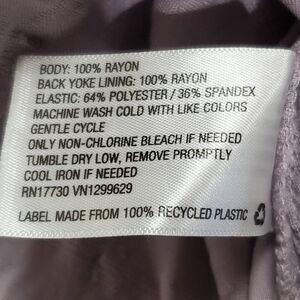 BODY: 100% RAYON
BACK YOKE LINING: 100% RAYON
ELASTIC: 64% POLYESTER / 36% SPANDEX
MACHINE WASH COLD WITH LIKE COLORS
GENTLE CYCLE
ONLY NON-CHLORINE BLEACH IF NEEDED
TUMBLE DRY LOW, REMOVE PROMPTLY
COOL IRON IF NEEDED
RN17730 VN1299629
LABEL MADE FROM 100% RECYCLED PLASTIC